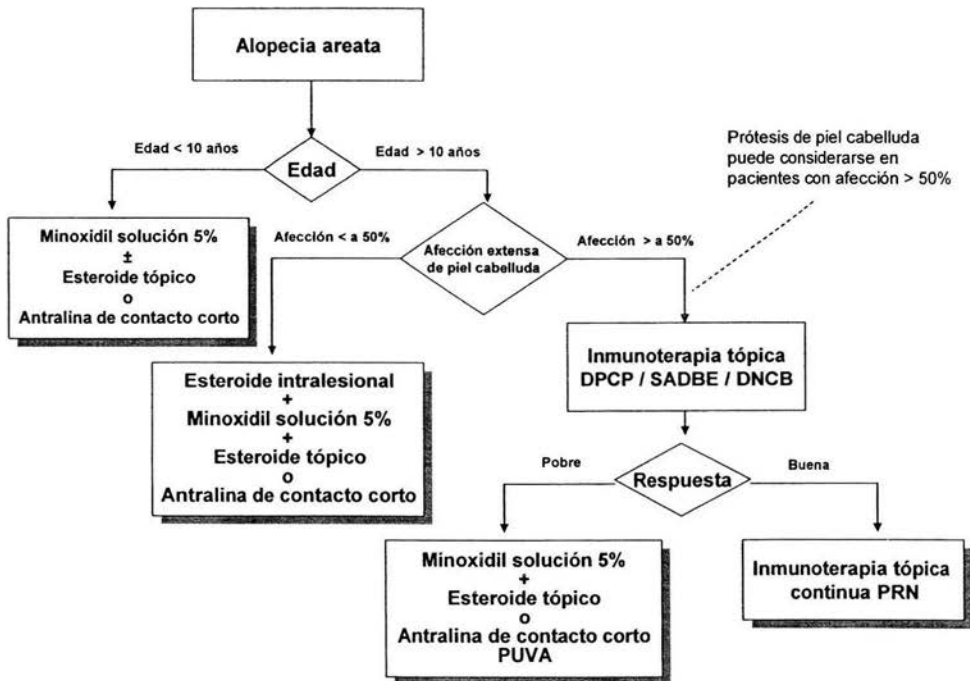 Alopecia areata
Edad < 10 años
Edad > 10 años
Edad
Prótesis de piel cabelluda
puede considerarse en
pacientes con afección > 50%
Minoxidil solución 5%
±
Esteroide tópico
o
Antralina de contacto corto
Afección < a 50%
Afección extensa
de piel cabelluda
Afección > a 50%
Esteroide intralesional
+
Minoxidil solución 5%
+
Esteroide tópico
o
Antralina de contacto corto
Inmunoterapia tópica
DPCP / SADBE / DNCB
Pobre
Respuesta
Buena
Minoxidil solución 5%
+
Esteroide tópico
o
Antralina de contacto corto
PUVA
Inmunoterapia tópica
continua PRN